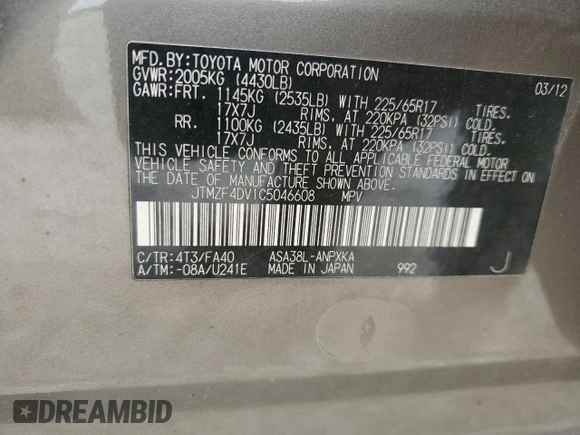 MFD.BY:TOYOTA MOTOR CORPORATION
GVWR:2005KG (4430LB) 03/12
GAWR:FRT. 1145KG (2535LB) WITH 225/65R17 TIRES.
17X7J RIMS, AT 220KPA (32PSI) COLD.
RR. 1100KG (2435LB) WITH 225/65R17 TIRES.
17X7J RIMS, AT 220KPA (32PSI) COLD.
THIS VEHICLE CONFORMS TO ALL APPLICABLE FEDERAL MOTOR
VEHICLE SAFETY AND THEFT PREVENTION STANDARDS IN EFFECT ON
THE DATE OF MANUFACTURE SHOWN ABOVE.
JTMZF4DV1C5046608 MPV
C/TR:4T3/FA40 ASA38L-ANPXKA
A/TM:-08A/U241E MADE IN JAPAN 992 J
DREAMBID